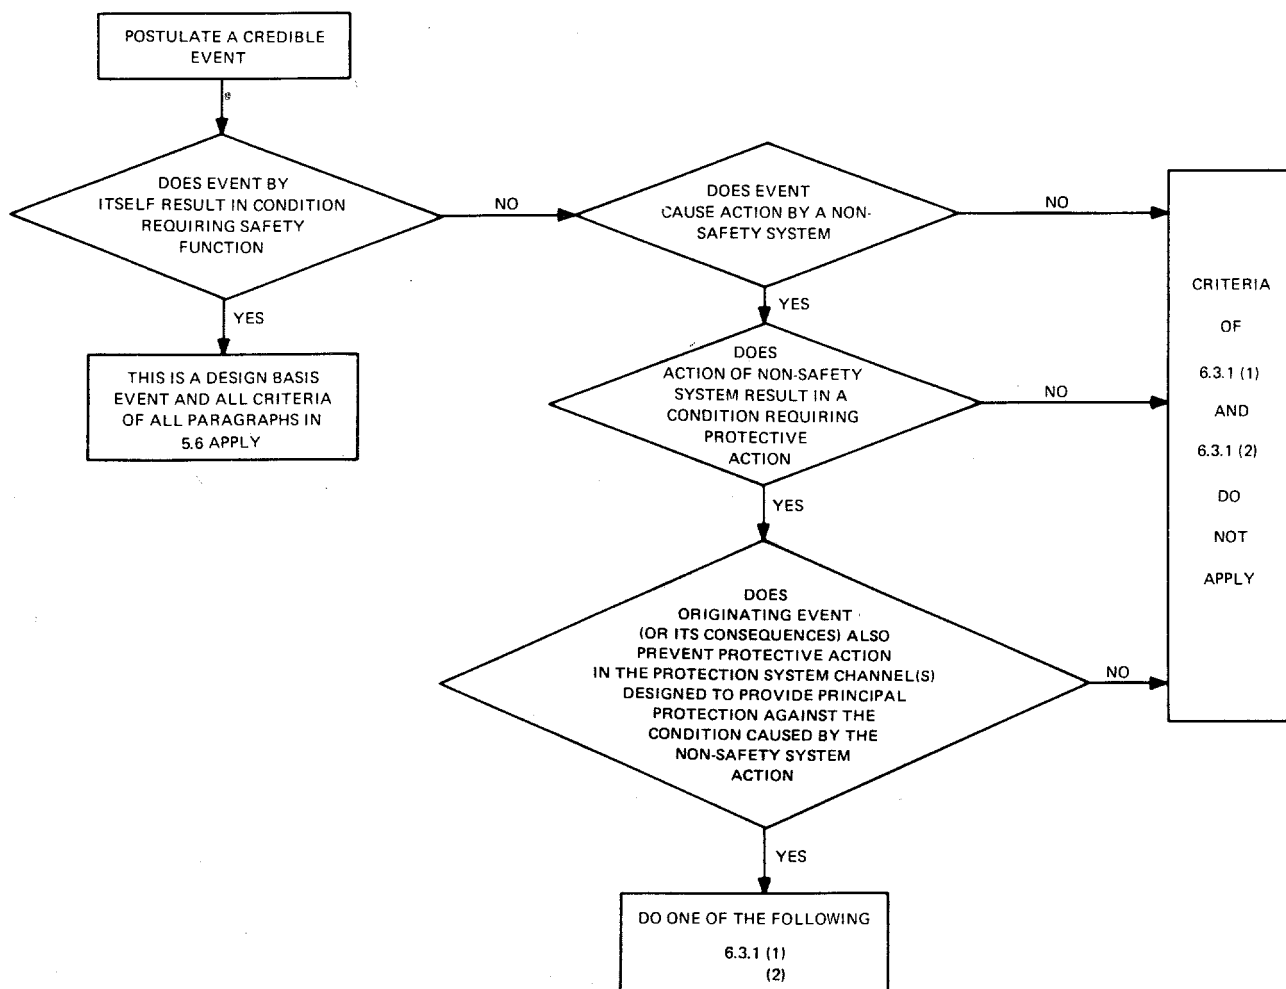 POSTULATE A CREDIBLE
EVENT
DOES EVENT BY
ITSELF RESULT IN CONDITION
REQUIRING SAFETY
FUNCTION
NO
YES
THIS IS A DESIGN BASIS
EVENT AND ALL CRITERIA
OF ALL PARAGRAPHS IN
5.6 APPLY
DOES EVENT
CAUSE ACTION BY A NON-
SAFETY SYSTEM
NO
YES
DOES
ACTION OF NON-SAFETY
SYSTEM RESULT IN A
CONDITION REQUIRING
PROTECTIVE
ACTION
NO
YES
DOES
ORIGINATING EVENT
(OR ITS CONSEQUENCES) ALSO
PREVENT PROTECTIVE ACTION
IN THE PROTECTION SYSTEM CHANNEL(S)
DESIGNED TO PROVIDE PRINCIPAL
PROTECTION AGAINST THE
CONDITION CAUSED BY THE
NON-SAFETY SYSTEM
ACTION
NO
YES
DO ONE OF THE FOLLOWING
6.3.1 (1)
(2)
CRITERIA
OF
6.3.1 (1)
AND
6.3.1 (2)
DO
NOT
APPLY